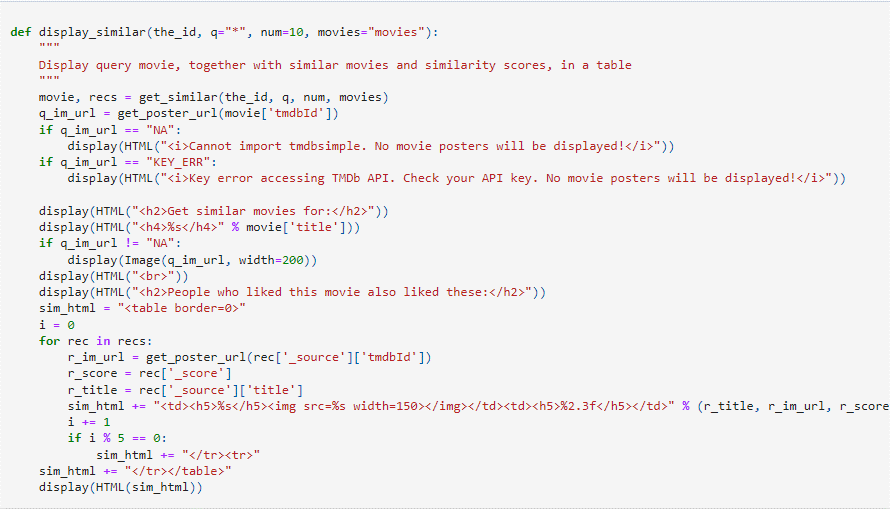 def display_similar(the_id, q="*", num=10, movies="movies"):
    """
    Display query movie, together with similar movies and similarity scores, in a table
    """
    movie, recs = get_similar(the_id, q, num, movies)
    q_im_url = get_poster_url(movie['tmdbId'])
    if q_im_url == "NA":
        display(HTML("<i>Cannot import tmdbsimple. No movie posters will be displayed!</i>"))
    if q_im_url == "KEY_ERR":
        display(HTML("<i>Key error accessing TMDb API. Check your API key. No movie posters will be displayed!</i>"))

    display(HTML("<h2>Get similar movies for:</h2>"))
    display(HTML("<h4>%s</h4>" % movie['title']))
    if q_im_url != "NA":
        display(Image(q_im_url, width=200))
    display(HTML("<br>"))
    display(HTML("<h2>People who liked this movie also liked these:</h2>"))
    sim_html = "<table border=0>"
    i = 0
    for rec in recs:
        r_im_url = get_poster_url(rec['_source']['tmdbId'])
        r_score = rec['_score']
        r_title = rec['_source']['title']
        sim_html += "<td><h5>%s</h5><img src=%s width=150></img></td><td><h5>%2.3f</h5></td>" % (r_title, r_im_url, r_score
        i += 1
        if i % 5 == 0:
            sim_html += "</tr><tr>"
    sim_html += "</tr></table>"
    display(HTML(sim_html))